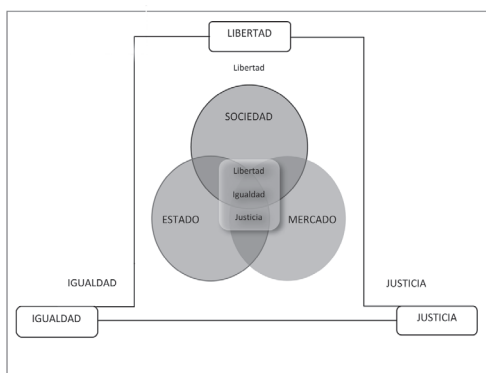 LIBERTAD
Libertad
SOCIEDAD
Libertad
Igualdad
Justicia
ESTADO
MERCADO
IGUALDAD
JUSTICIA
IGUALDAD
JUSTICIA